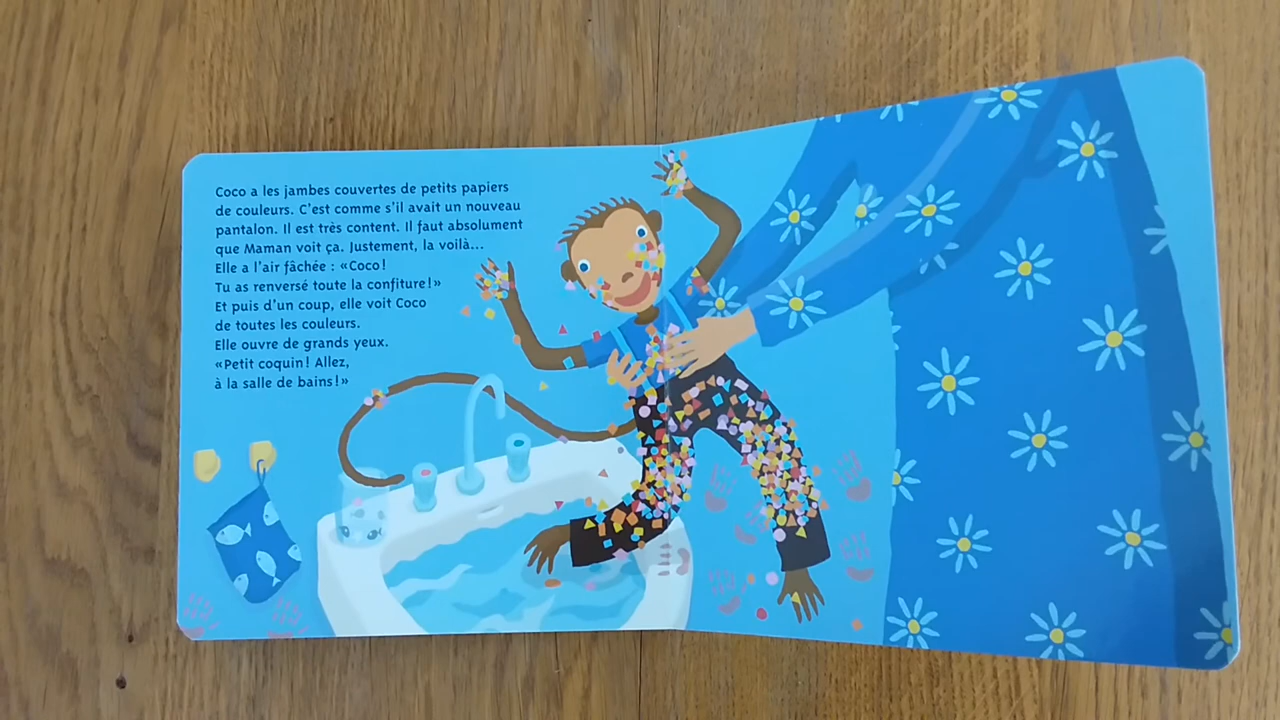 Coco a les jambes couvertes de petits papiers
de couleurs. C'est comme s'il avait un nouveau
pantalon. Il est très content. Il faut absolument
que Maman voit ça. Justement, la voilà...
Elle a l'air fâchée : «Coco!
Tu as renversé toute la confiture!»
Et puis d'un coup, elle voit Coco
de toutes les couleurs.
Elle ouvre de grands yeux.
«Petit coquin! Allez,
à la salle de bains!»